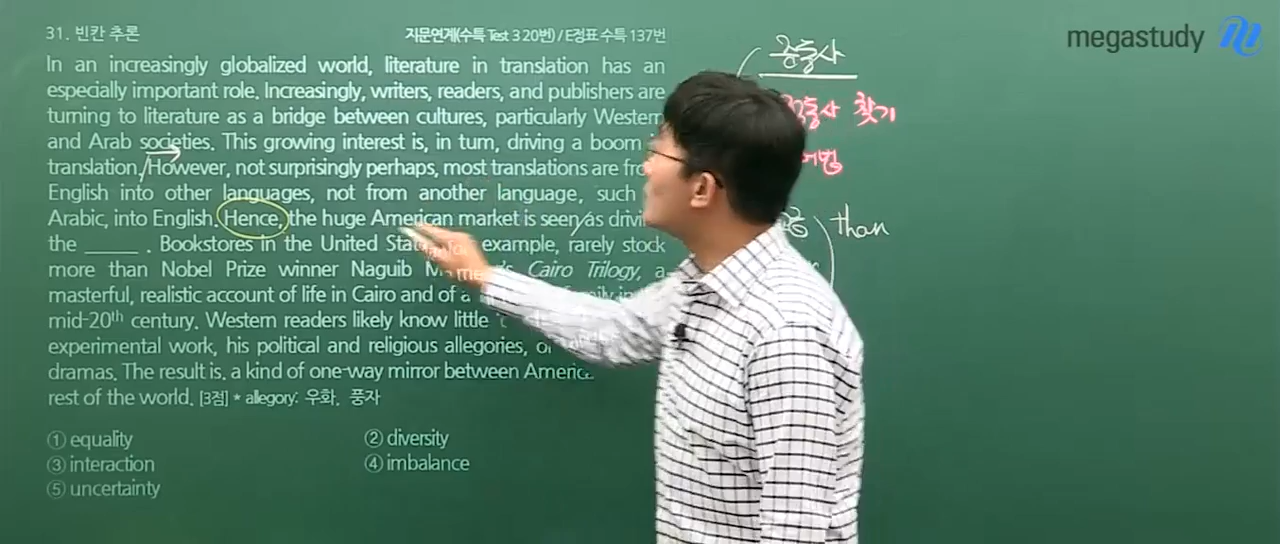 31. 빈칸 추론
지문연계(수특 Test 3 20번) / E정표 수특 137번
megastudy
In an increasingly globalized world, literature in translation has an
especially important role. Increasingly, writers, readers, and publishers are
turning to literature as a bridge between cultures, particularly Western
and Arab societies. This growing interest is, in turn, driving a boom
translation. However, not surprisingly perhaps, most translations are
English into other languages, not from another language, such
Arabic, into English. Hence, the huge American market is seen as
the _____ . Bookstores in the United example, rarely stock
more than Nobel Prize winner Naguib Cairo Trilogy, a
masterful, realistic account of life in Cairo and of a
mid-20th century. Western readers likely know little
experimental work, his political and religious allegories,
dramas. The result is, a kind of one-way mirror between
rest of the world. [3점] * allegory: 우화, 풍자
① equality
② diversity
③ interaction
④ imbalance
⑤ uncertainty
찾기
than